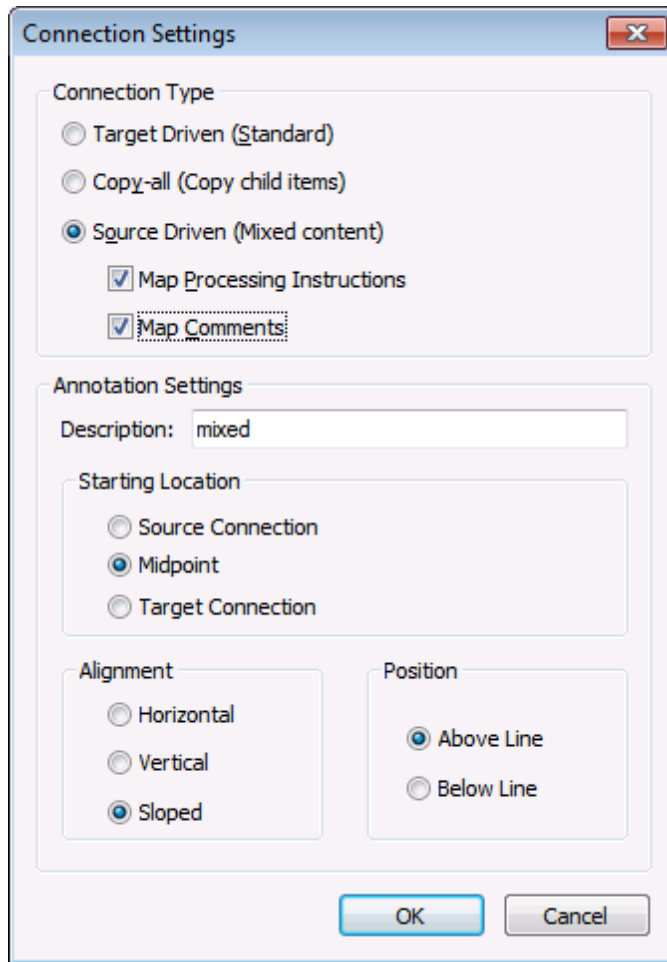 Connection Settings
Connection Type
Target Driven (Standard)
Copy-all (Copy child items)
Source Driven (Mixed content)
Map Processing Instructions
Map Comments
Annotation Settings
Description: mixed
Starting Location
Source Connection
Midpoint
Target Connection
Alignment
Horizontal
Vertical
Sloped
Position
Above Line
Below Line
OK Cancel